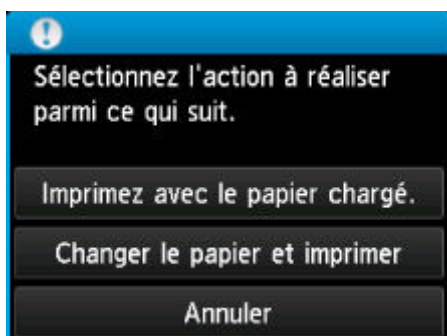 Sélectionnez l'action à réaliser
parmi ce qui suit.
Imprimez avec le papier chargé.
Changer le papier et imprimer
Annuler